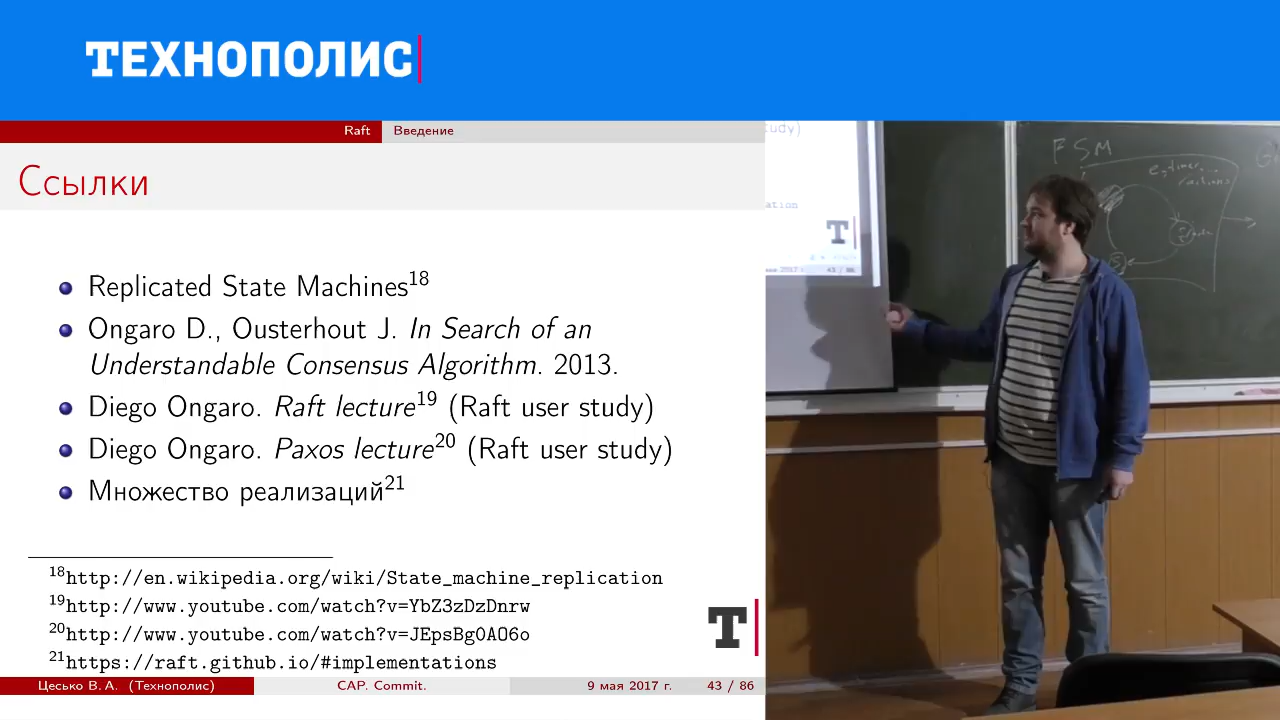 ТЕХНОПОЛИС
Raft Введение
Ссылки
Replicated State Machines18
Ongaro D., Ousterhout J. In Search of an
Understandable Consensus Algorithm. 2013.
Diego Ongaro. Raft lecture19 (Raft user study)
Diego Ongaro. Paxos lecture20 (Raft user study)
Множество реализаций21
18http://en.wikipedia.org/wiki/State_machine_replication
19http://www.youtube.com/watch?v=YbZ3zDzDnrw
20http://www.youtube.com/watch?v=JEpsBg0AO6o
21https://raft.github.io/#implementations
T
Цесько В. А. (Технополис) CAP. Commit. 9 мая 2017 г. 43 / 86
FSM
T
43 / 86